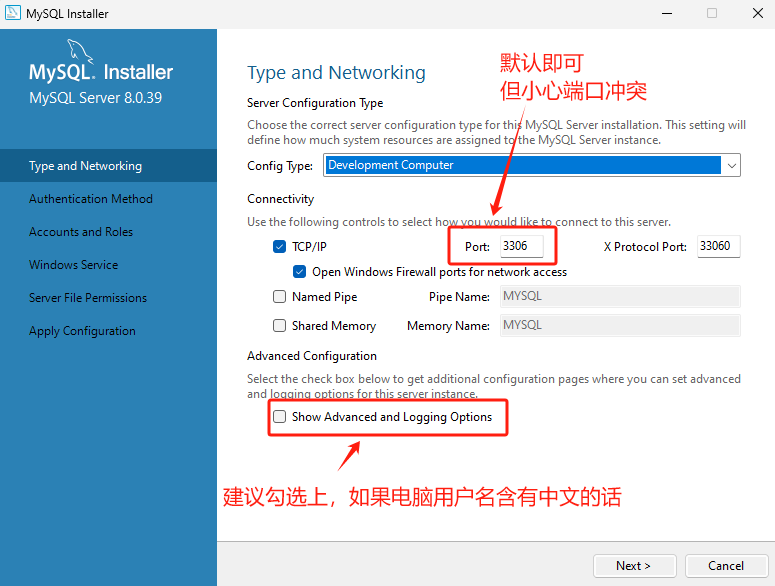 MySQL Installer
MySQL. Installer
MySQL Server 8.0.39
Type and Networking
Authentication Method
Accounts and Roles
Windows Service
Server File Permissions
Apply Configuration
Type and Networking
默认即可
但小心端口冲突
Server Configuration Type
Choose the correct server configuration type for this MySQL Server installation. This setting will
define how much system resources are assigned to the MySQL Server instance.
Config Type: Development Computer
Connectivity
Use the following controls to select how you would like to connect to this server.
TCP/IP Port: 3306 X Protocol Port: 33060
Open Windows Firewall ports for network access
Named Pipe Pipe Name: MYSQL
Shared Memory Memory Name: MYSQL
Advanced Configuration
Select the check box below to get additional configuration pages where you can set advanced
and logging options for this server instance.
Show Advanced and Logging Options
建议勾选上，如果电脑用户名含有中文的话
Next > Cancel